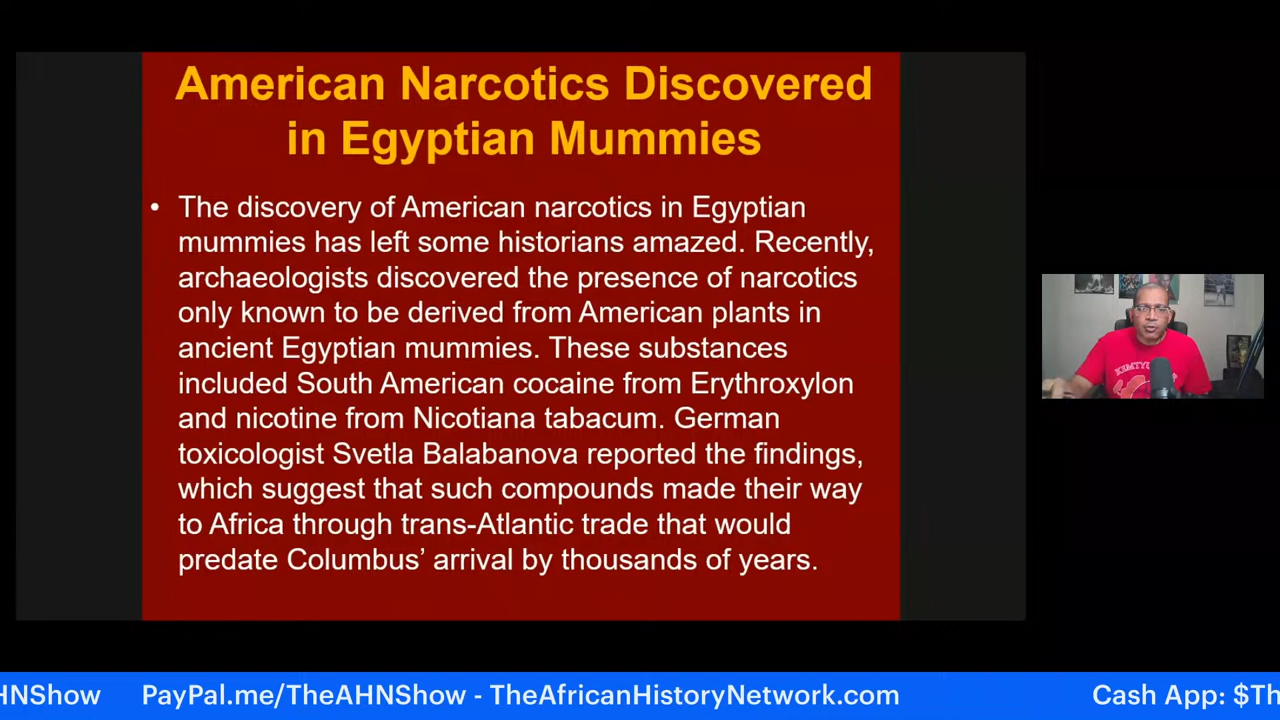 American Narcotics Discovered
in Egyptian Mummies
• The discovery of American narcotics in Egyptian
mummies has left some historians amazed. Recently,
archaeologists discovered the presence of narcotics
only known to be derived from American plants in
ancient Egyptian mummies. These substances
included South American cocaine from Erythroxylon
and nicotine from Nicotiana tabacum. German
toxicologist Svetla Balabanova reported the findings,
which suggest that such compounds made their way
to Africa through trans-Atlantic trade that would
predate Columbus’ arrival by thousands of years.
HNShow PayPal.me/TheAHNShow - TheAfricanHistoryNetwork.com Cash App: $Th